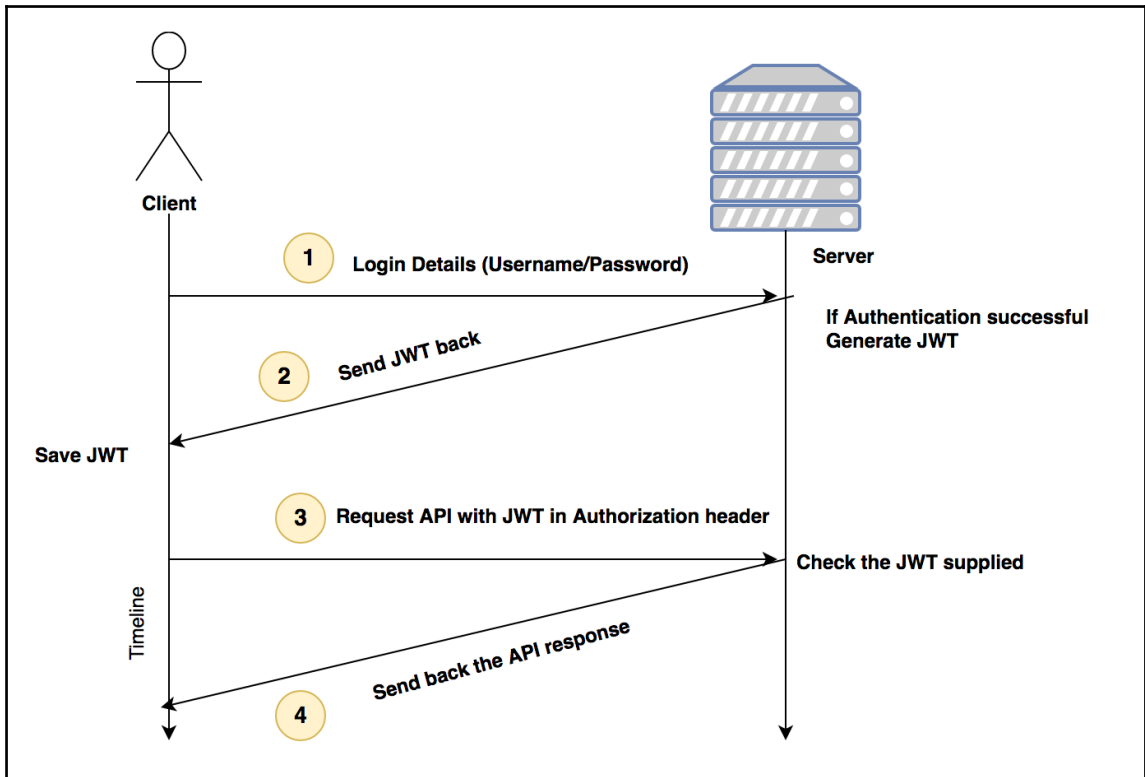 Client
Server
1
Login Details (Username/Password)
If Authentication successful
Generate JWT
Send JWT back
2
Save JWT
3
Request API with JWT in Authorization header
Check the JWT supplied
Timeline
Send back the API response
4